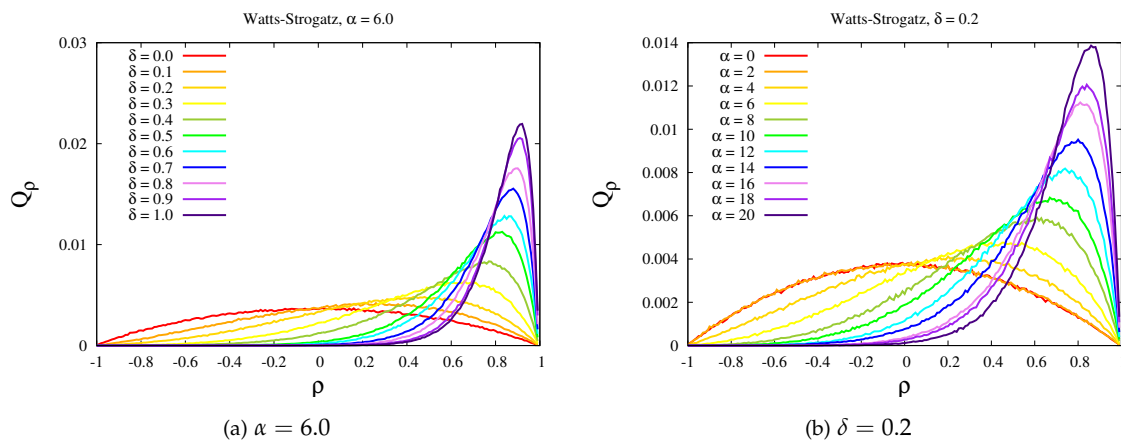 Watts-Strogatz, α = 6.0
0.03
0.02
0.01
0
Qρ
δ = 0.0
δ = 0.1
δ = 0.2
δ = 0.3
δ = 0.4
δ = 0.5
δ = 0.6
δ = 0.7
δ = 0.8
δ = 0.9
δ = 1.0
-1 -0.8 -0.6 -0.4 -0.2 0 0.2 0.4 0.6 0.8 1
ρ
(a) α = 6.0
Watts-Strogatz, δ = 0.2
0.014
0.012
0.01
0.008
0.006
0.004
0.002
0
Qρ
α = 0
α = 2
α = 4
α = 6
α = 8
α = 10
α = 12
α = 14
α = 16
α = 18
α = 20
-1 -0.8 -0.6 -0.4 -0.2 0 0.2 0.4 0.6 0.8
ρ
(b) δ = 0.2